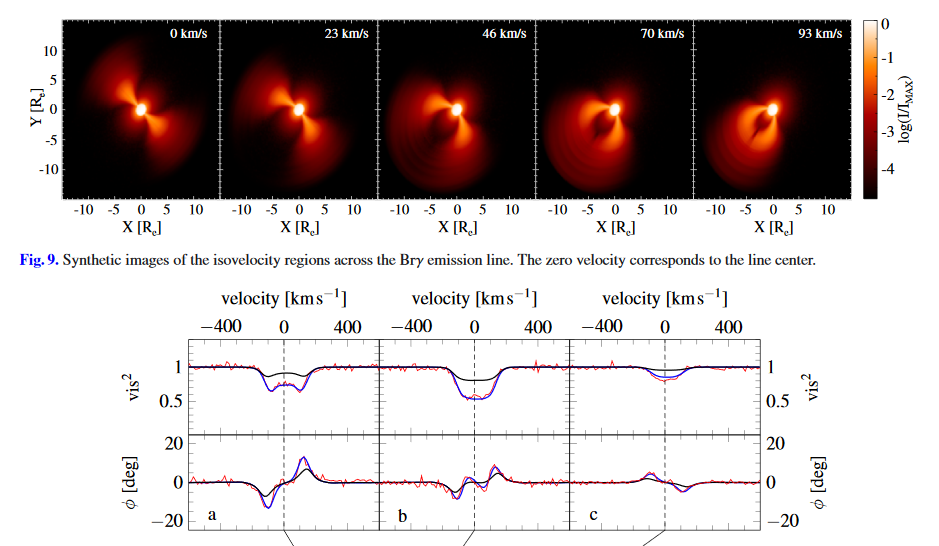 0 km/s 23 km/s 46 km/s 70 km/s 93 km/s
0
-1
-2
-3
-4
log(I/I_MAX)
10
5
0
-5
-10
Y [R_e]
-10 -5 0 5 10 -10 -5 0 5 10 -10 -5 0 5 10 -10 -5 0 5 10 -10 -5 0 5 10
X [R_e] X [R_e] X [R_e] X [R_e] X [R_e]
Fig. 9. Synthetic images of the isovelocity regions across the Brγ emission line. The zero velocity corresponds to the line center.
velocity [km s⁻¹] velocity [km s⁻¹] velocity [km s⁻¹]
−400 0 400 −400 0 400 −400 0 400
1 1
vis² vis²
0.5 0.5
20 20
ϕ [deg] ϕ [deg]
0 0
−20 −20
a b c